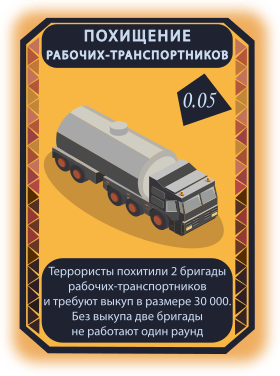 ПОХИЩЕНИЕ
РАБОЧИХ-ТРАНСПОРТНИКОВ
0.05
Террористы похитили 2 бригады
рабочих-транспортников
и требуют выкуп в размере 30 000.
Без выкупа две бригады
не работают один раунд